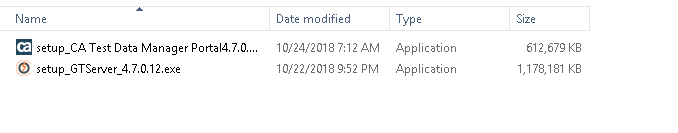 Name Date modified Type Size
ca setup_CA Test Data Manager Portal4.7.0.... 10/24/2018 7:12 AM Application 612,679 KB
setup_GTServer_4.7.0.12.exe 10/22/2018 9:52 PM Application 1,178,181 KB